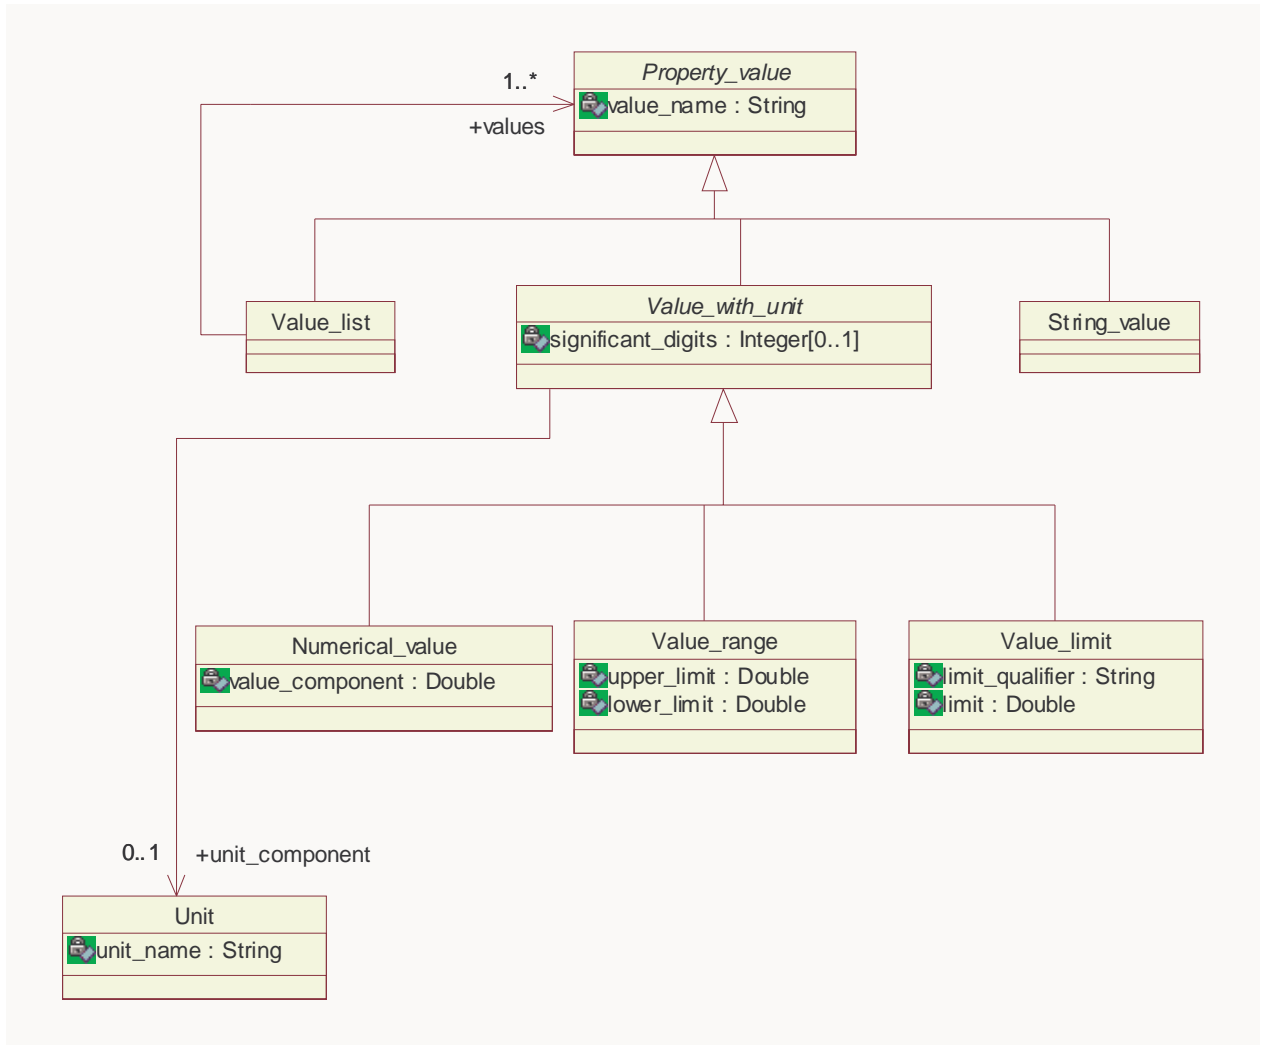 Property_value
1..*
value_name : String
+values
Value_list
Value_with_unit
significant_digits : Integer[0..1]
String_value
Numerical_value
value_component : Double
Value_range
upper_limit : Double
lower_limit : Double
Value_limit
limit_qualifier : String
limit : Double
0..1
+unit_component
Unit
unit_name : String